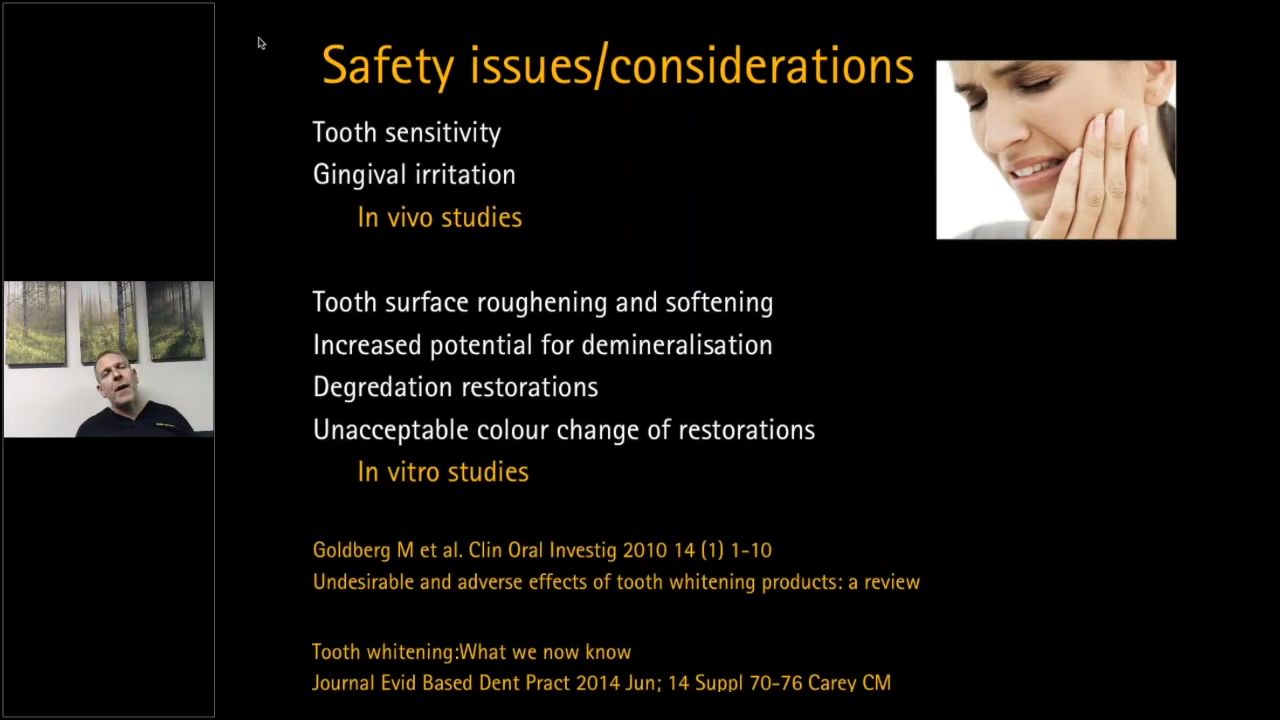 Safety issues/considerations
Tooth sensitivity
Gingival irritation
In vivo studies
Tooth surface roughening and softening
Increased potential for demineralisation
Degredation restorations
Unacceptable colour change of restorations
In vitro studies
Goldberg M et al. Clin Oral Investig 2010 14 (1) 1-10
Undesirable and adverse effects of tooth whitening products: a review
Tooth whitening:What we now know
Journal Evid Based Dent Pract 2014 Jun; 14 Suppl 70-76 Carey CM